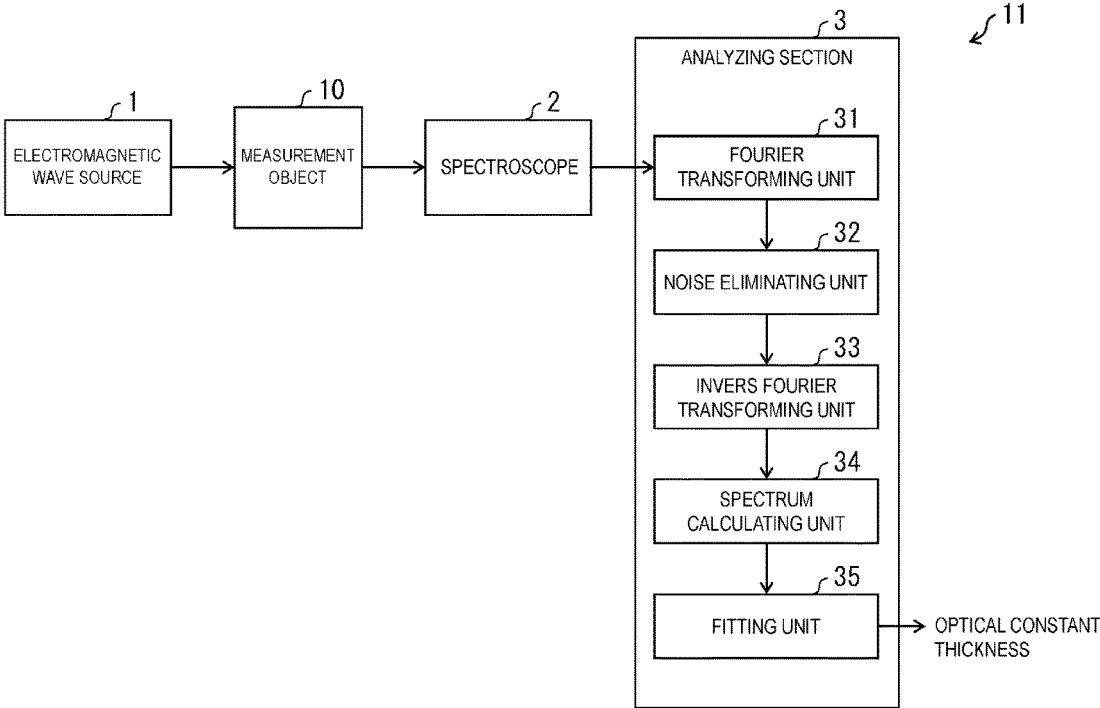 11
3
ANALYZING SECTION
1
ELECTROMAGNETIC
WAVE SOURCE
10
MEASUREMENT
OBJECT
2
SPECTROSCOPE
31
FOURIER
TRANSFORMING UNIT
32
NOISE ELIMINATING UNIT
33
INVERS FOURIER
TRANSFORMING UNIT
34
SPECTRUM
CALCULATING UNIT
35
FITTING UNIT
OPTICAL CONSTANT
THICKNESS